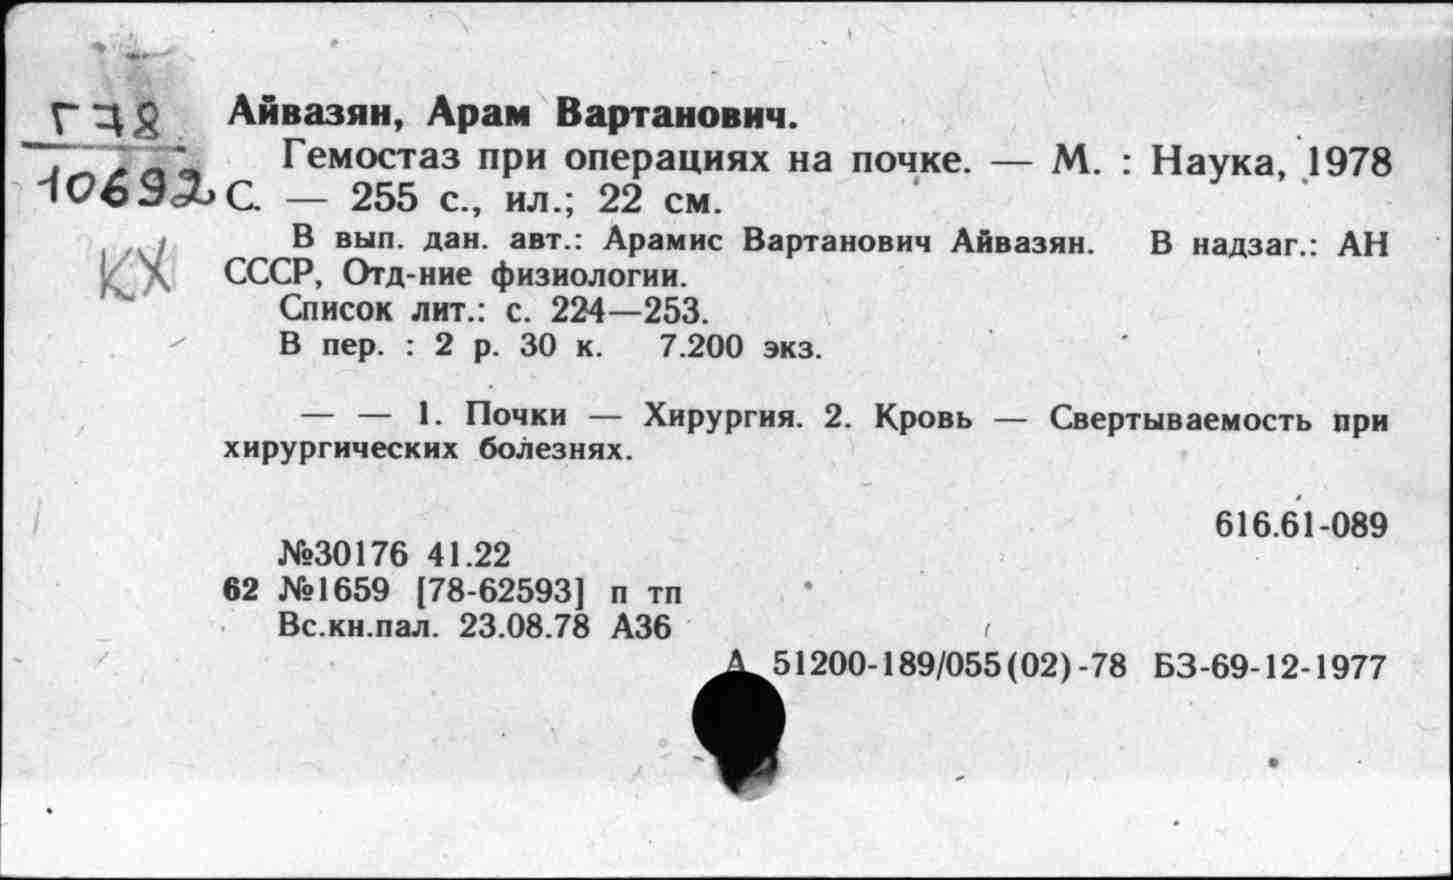 Г78
10692
КХ
Айвазян, Арам Вартанович.
Гемостаз при операциях на почке. — М. : Наука, 1978
С. — 255 с., ил.; 22 см.
В вып. дан. авт.: Арамис Вартанович Айвазян. В надзаг.: АН
СССР, Отд-ние физиологии.
Список лит.: с. 224—253.
В пер. : 2 р. 30 к. 7.200 экз.
— — 1. Почки — Хирургия. 2. Кровь — Свертываемость при
хирургических болезнях.
616.61-089
№30176 41.22
62 №1659 [78-62593] п тп
Вс.кн.пал. 23.08.78 А36
А 51200-189/055(02)-78 БЗ-69-12-1977